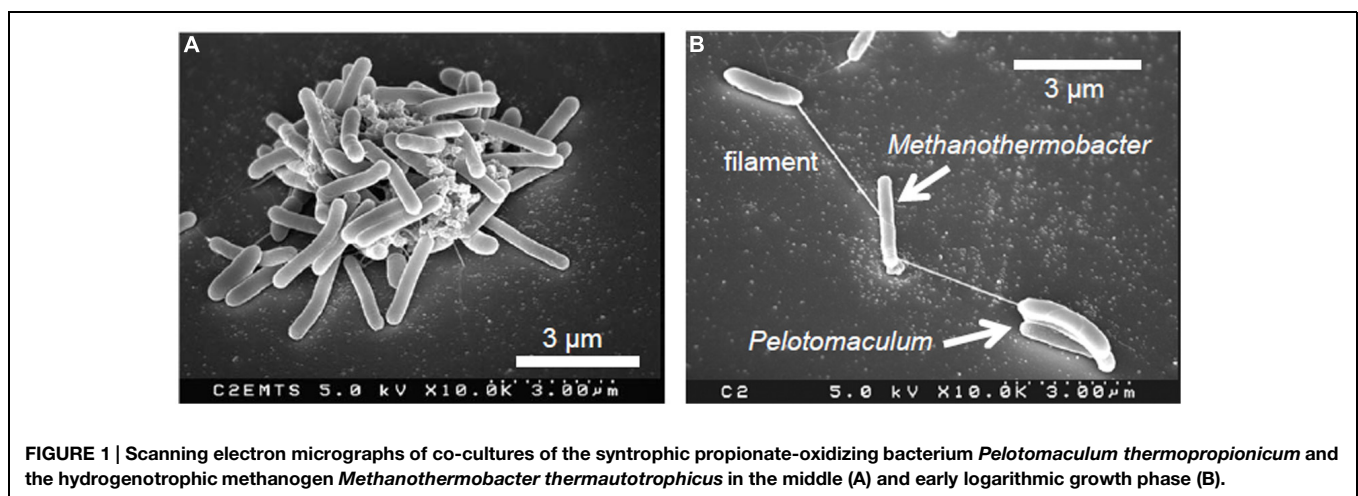 A
3 µm
C2EMTS 5.0 kV X10.0K 3.00µm
B
3 µm
Methanothermobacter
filament
Pelotomaculum
C2 5.0 kV X10.0K 3.00µm
FIGURE 1 | Scanning electron micrographs of co-cultures of the syntrophic propionate-oxidizing bacterium Pelotomaculum thermopropionicum and
the hydrogenotrophic methanogen Methanothermobacter thermautotrophicus in the middle (A) and early logarithmic growth phase (B).